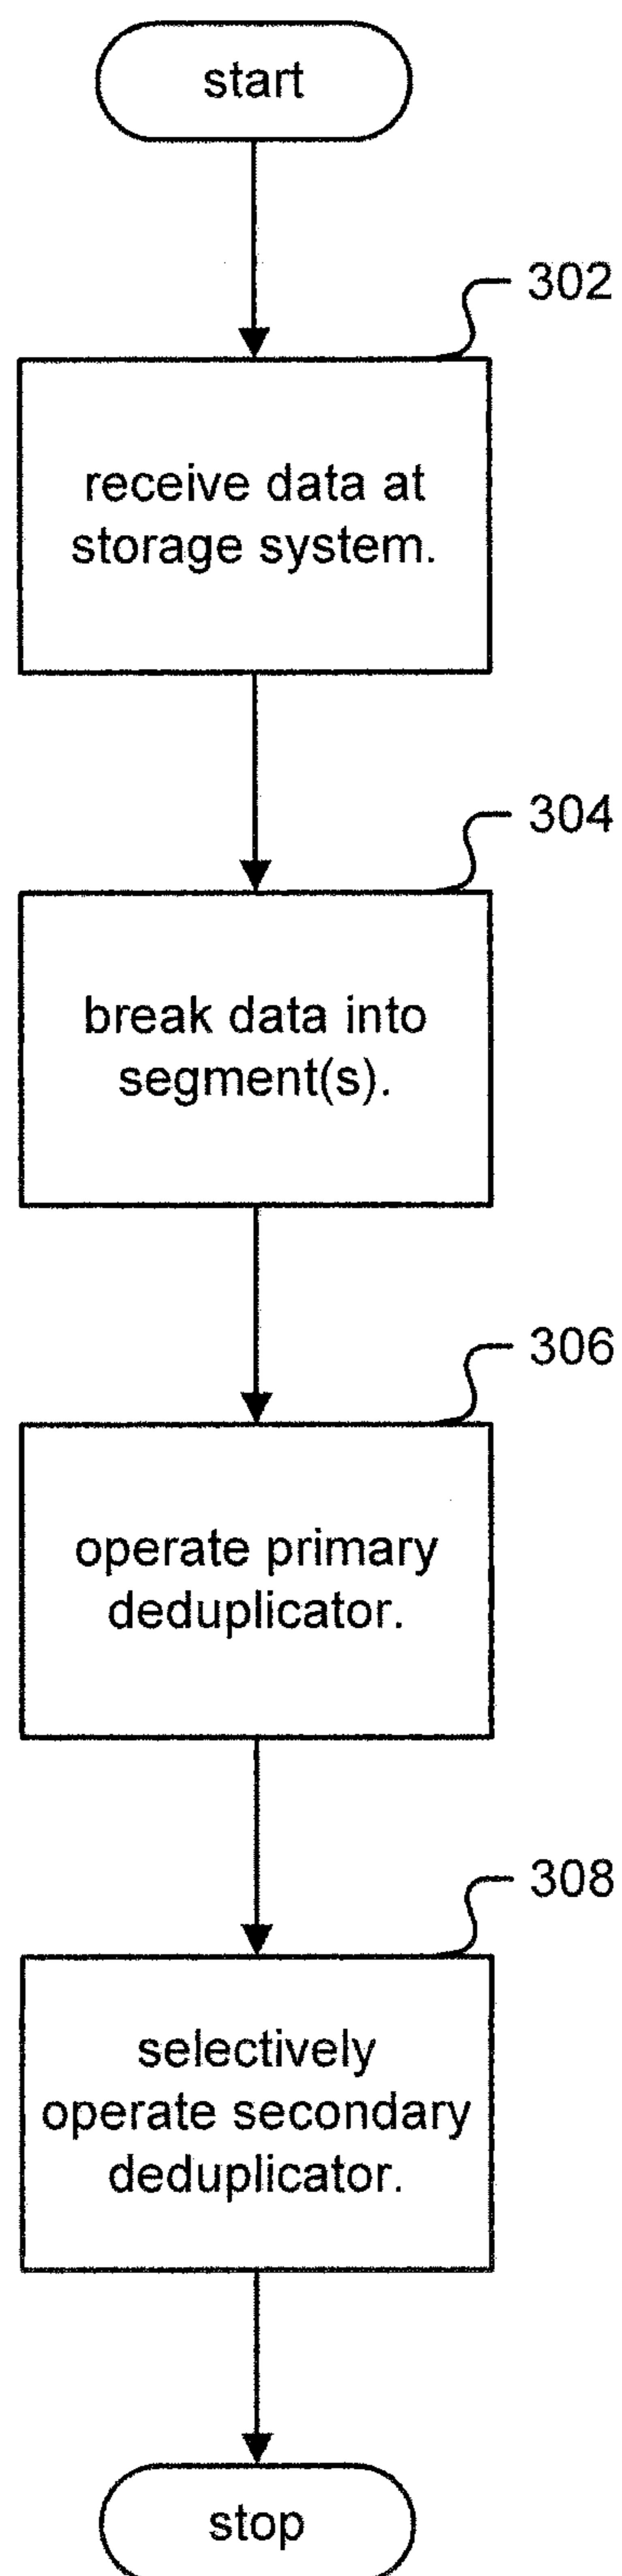 start
302
receive data at
storage system.
304
break data into
segment(s).
306
operate primary
deduplicator.
308
selectively
operate secondary
deduplicator.
stop